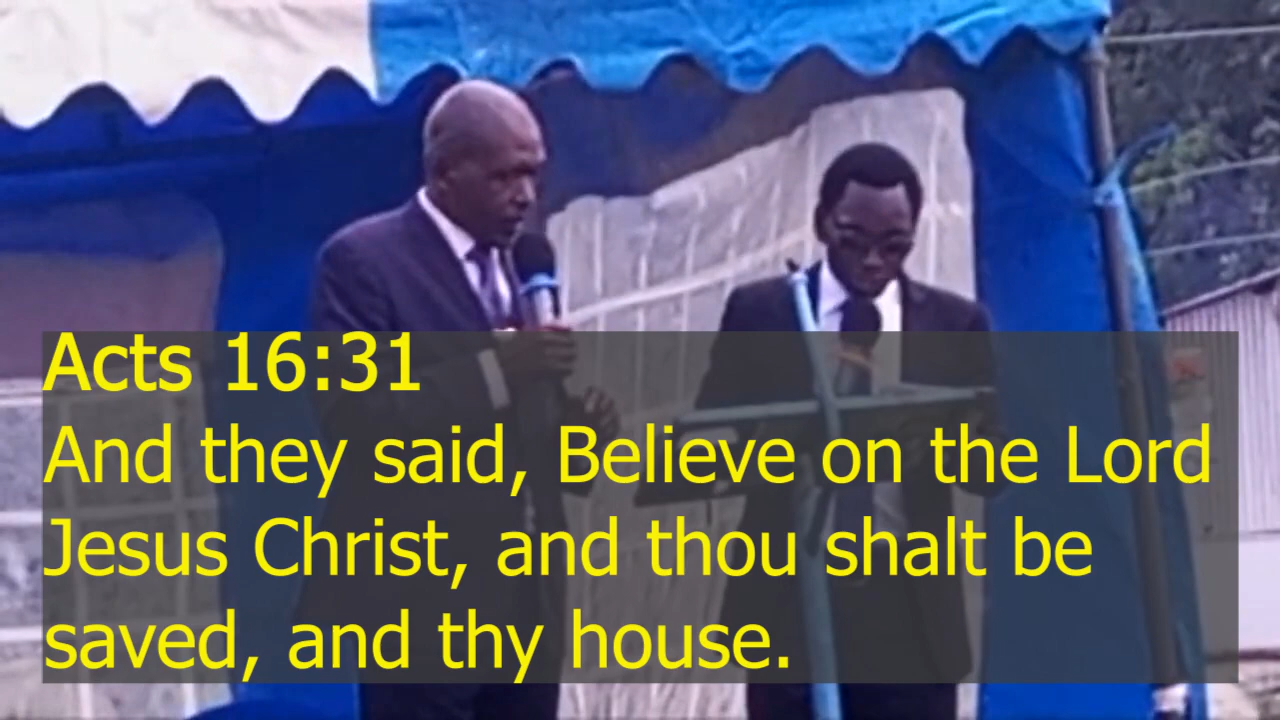 Acts 16:31
And they said, Believe on the Lord
Jesus Christ, and thou shalt be
saved, and thy house.